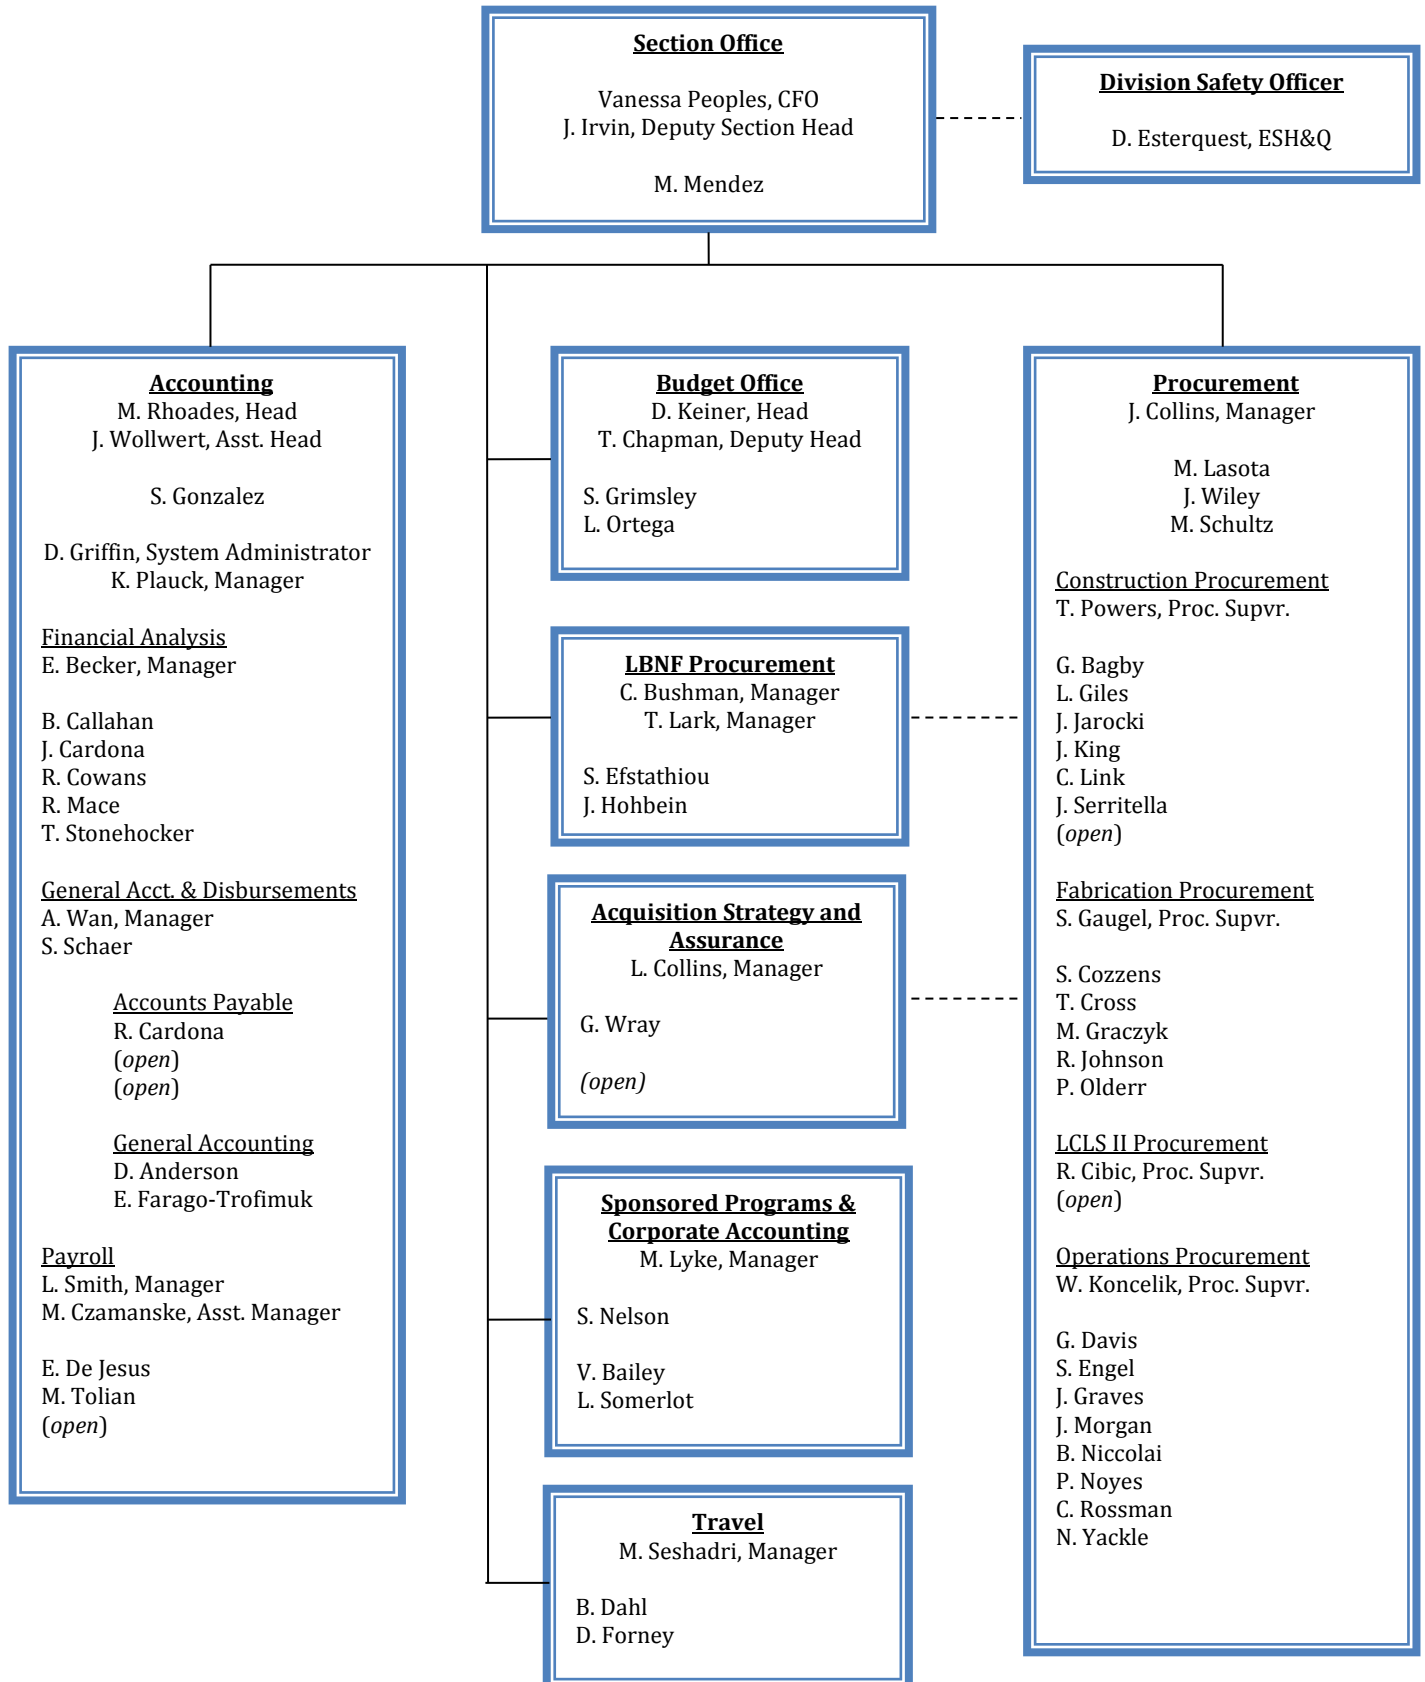 Section Office
Vanessa Peoples, CFO
J. Irvin, Deputy Section Head
M. Mendez
Division Safety Officer
D. Esterquest, ESH&Q
Accounting
M. Rhoades, Head
J. Wollwert, Asst. Head
S. Gonzalez
D. Griffin, System Administrator
K. Plauck, Manager
Financial Analysis
E. Becker, Manager
B. Callahan
J. Cardona
R. Cowans
R. Mace
T. Stonehocker
General Acct. & Disbursements
A. Wan, Manager
S. Schaer
Accounts Payable
R. Cardona
(open)
(open)
General Accounting
D. Anderson
E. Farago-Trofimuk
Payroll
L. Smith, Manager
M. Czamanske, Asst. Manager
E. De Jesus
M. Tolian
(open)
Budget Office
D. Keiner, Head
T. Chapman, Deputy Head
S. Grimsley
L. Ortega
LBNF Procurement
C. Bushman, Manager
T. Lark, Manager
S. Efstathiou
J. Hohbein
Acquisition Strategy and
Assurance
L. Collins, Manager
G. Wray
(open)
Sponsored Programs &
Corporate Accounting
M. Lyke, Manager
S. Nelson
V. Bailey
L. Somerlot
Travel
M. Seshadri, Manager
B. Dahl
D. Forney
Procurement
J. Collins, Manager
M. Lasota
J. Wiley
M. Schultz
Construction Procurement
T. Powers, Proc. Supvr.
G. Bagby
L. Giles
J. Jarocki
J. King
C. Link
J. Serritella
(open)
Fabrication Procurement
S. Gaugel, Proc. Supvr.
S. Cozzens
T. Cross
M. Graczyk
R. Johnson
P. Olderr
LCLS II Procurement
R. Cibic, Proc. Supvr.
(open)
Operations Procurement
W. Koncelik, Proc. Supvr.
G. Davis
S. Engel
J. Graves
J. Morgan
B. Niccolai
P. Noyes
C. Rossman
N. Yackle